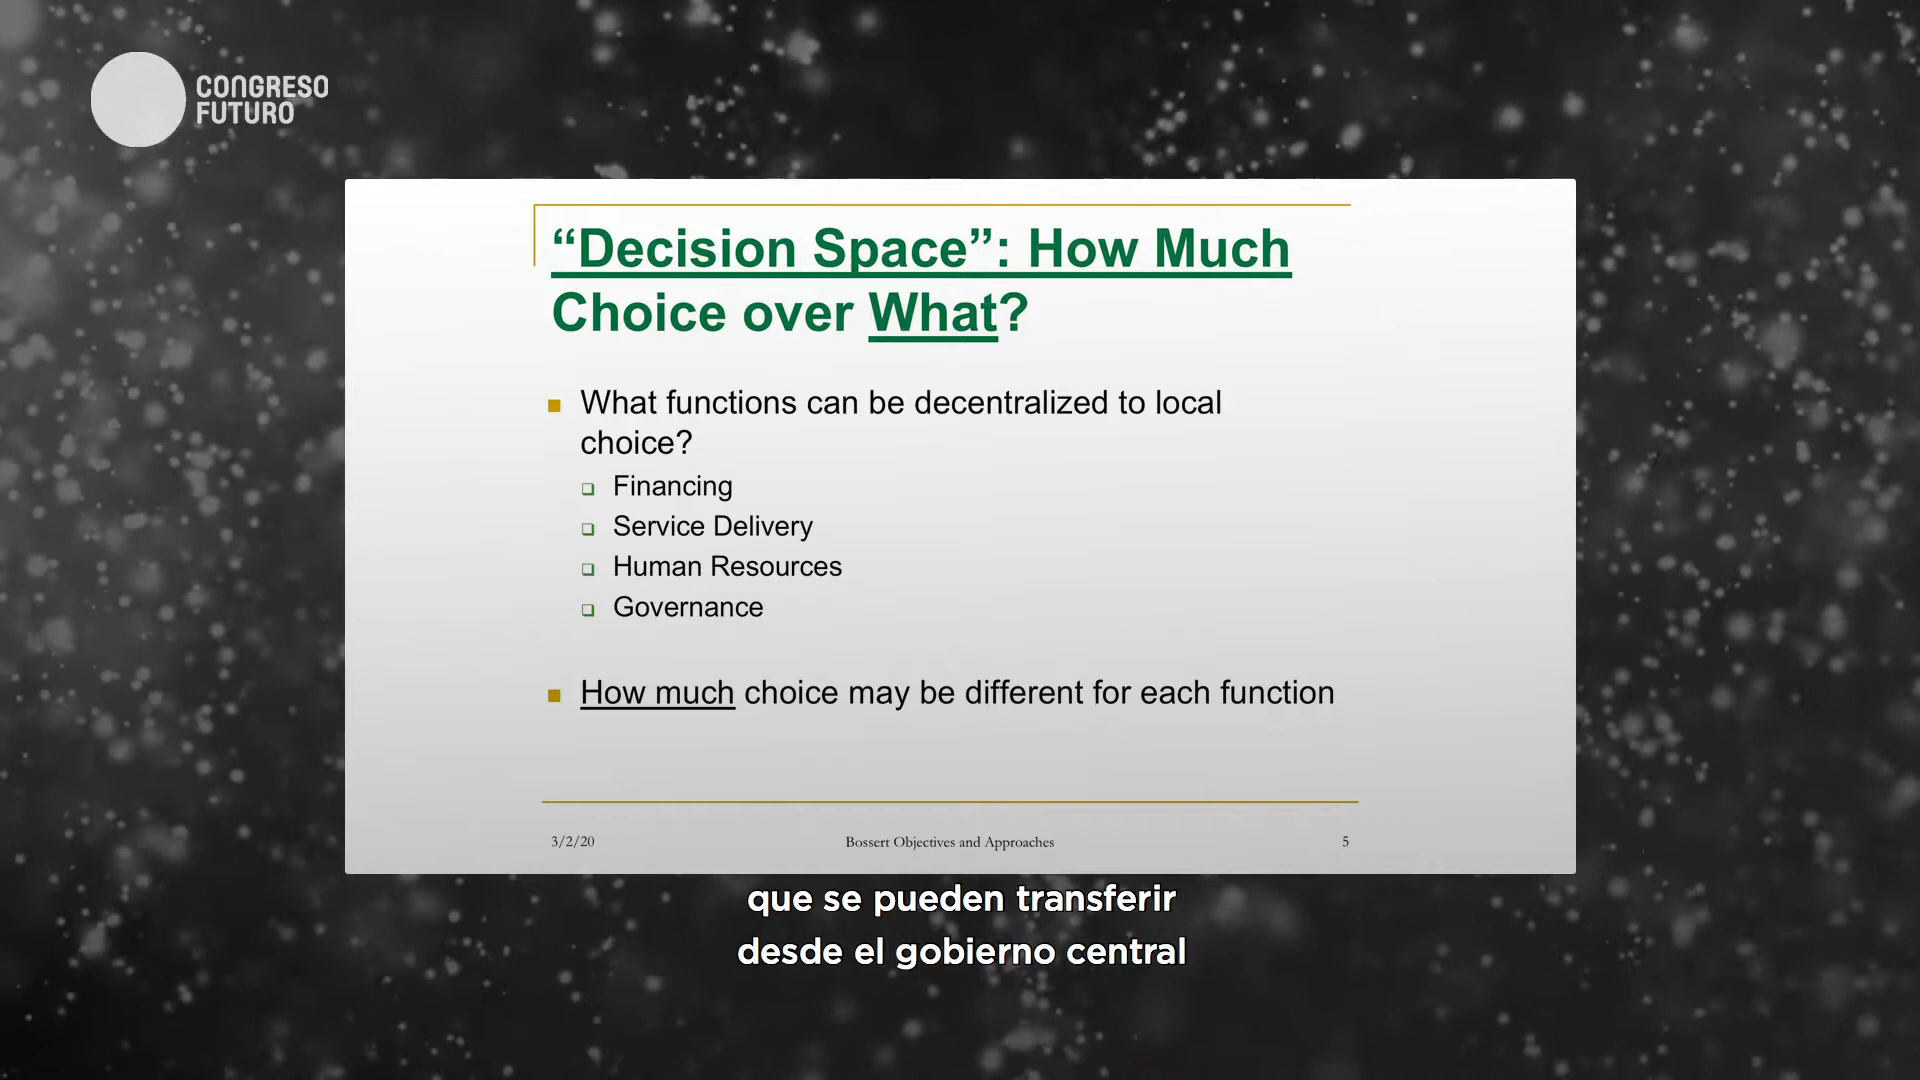 CONGRESO
FUTURO
“Decision Space”: How Much
Choice over What?
What functions can be decentralized to local
choice?
Financing
Service Delivery
Human Resources
Governance
How much choice may be different for each function
3/2/20
Bossert Objectives and Approaches
5
que se pueden transferir
desde el gobierno central